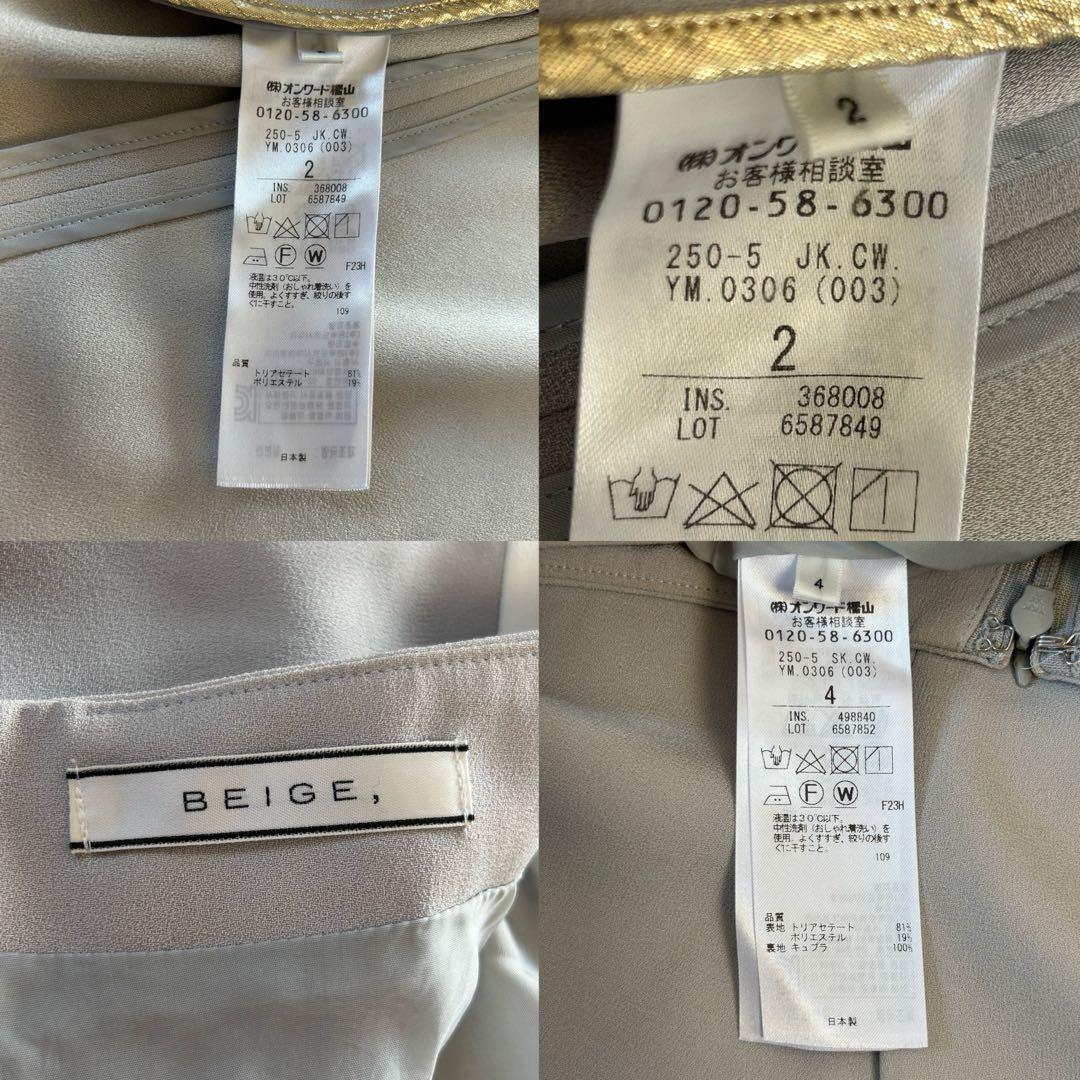 (株)オンワード樫山
お客様相談室
0120-58-6300
250-5 JK.CW.
YM.0306 (003)
2
INS. 368008
LOT 6587849
F W
F23H
液温は30℃以下。
中性洗剤(おしゃれ着洗い)を
使用。よくすすぎ、絞りの後す
ぐに干すこと。
109
品質
トリアセテート 81%
ポリエステル 19%
日本製
2
(株)オンワ
お客様相談室
0120-58-6300
250-5 JK.CW.
YM.0306 (003)
2
INS. 368008
LOT 6587849
BEIGE,
4
(株)オンワード樫山
お客様相談室
0120-58-6300
250-5 SK.CW.
YM.0306 (003)
4
INS. 498840
LOT 6587852
F W
F23H
液温は30℃以下。
中性洗剤(おしゃれ着洗い)を
使用。よくすすぎ、絞りの後す
ぐに干すこと。
109
品質
表地 トリアセテート 81%
ポリエステル 19%
裏地 キュプラ 100%
日本製